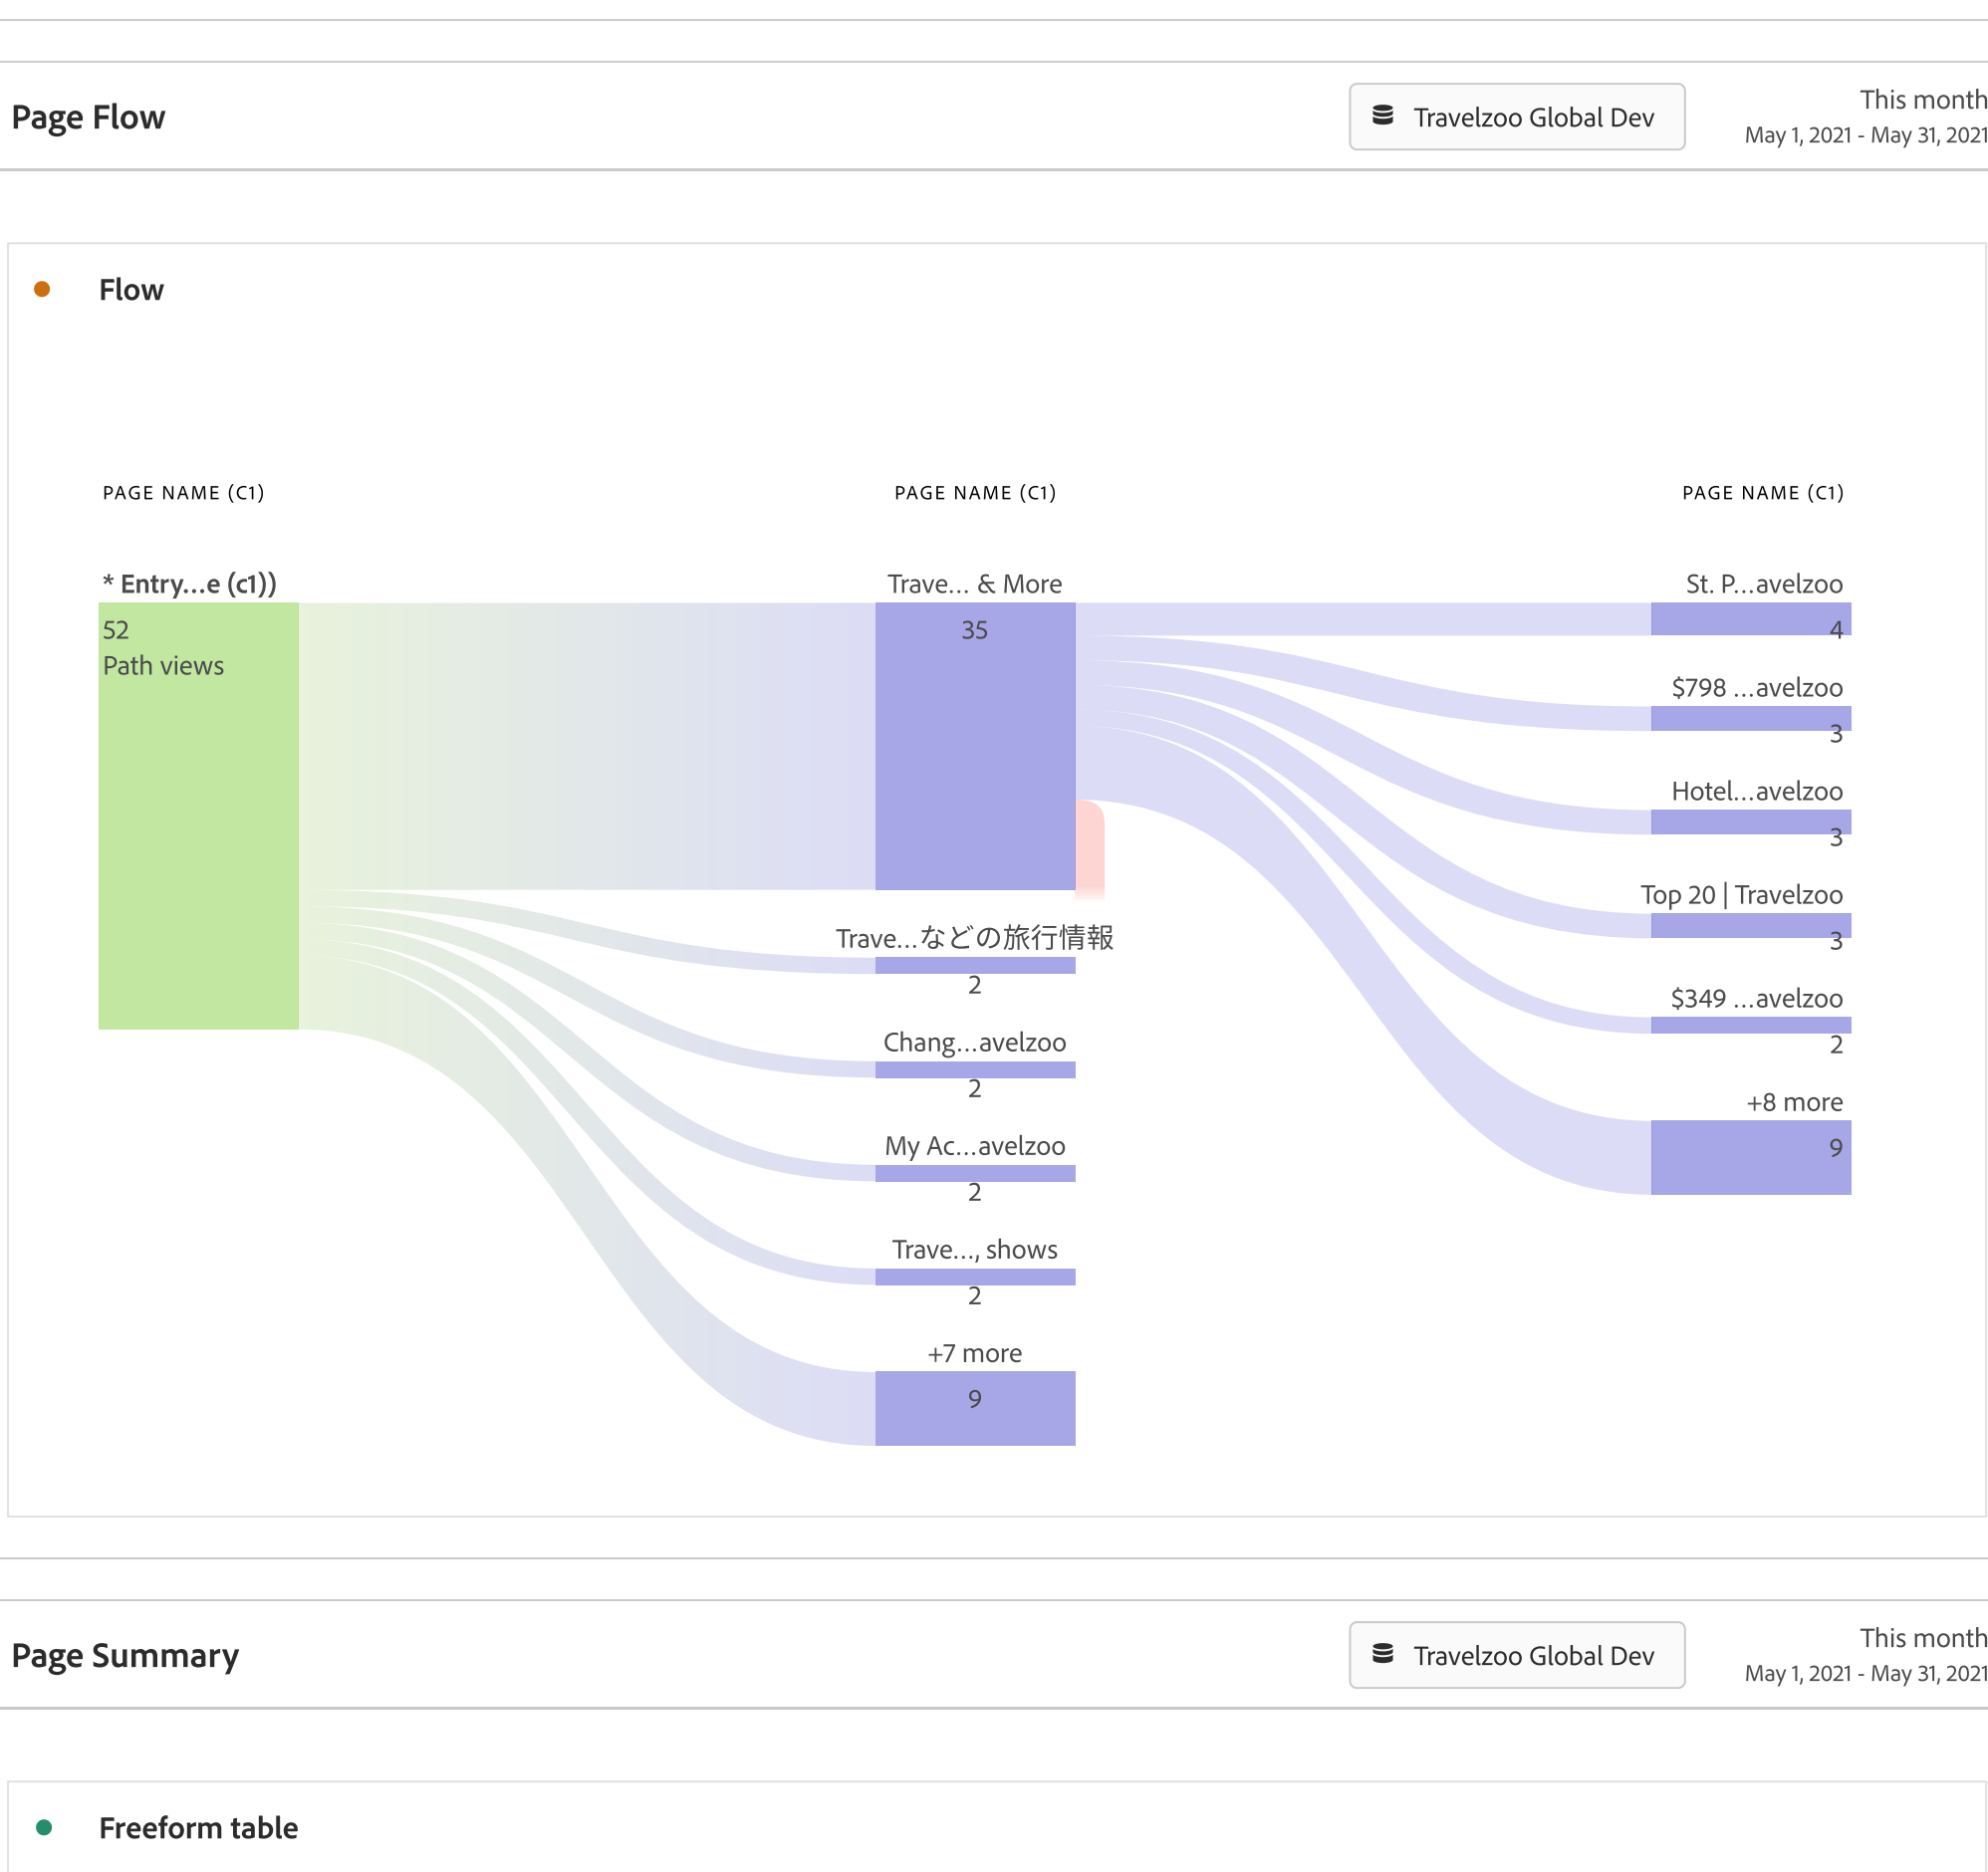 Page Flow
Travelzoo Global Dev
This month
May 1, 2021 - May 31, 2021
Flow
PAGE NAME (C1)
PAGE NAME (C1)
PAGE NAME (C1)
* Entry...e (c1))
52
Path views
Trave... & More
35
Trave...などの旅行情報
2
Chang...avelzoo
2
My Ac...avelzoo
2
Trave..., shows
2
+7 more
9
St. P...avelzoo
4
$798 ...avelzoo
3
Hotel...avelzoo
3
Top 20 | Travelzoo
3
$349 ...avelzoo
2
+8 more
9
Page Summary
Travelzoo Global Dev
This month
May 1, 2021 - May 31, 2021
Freeform table